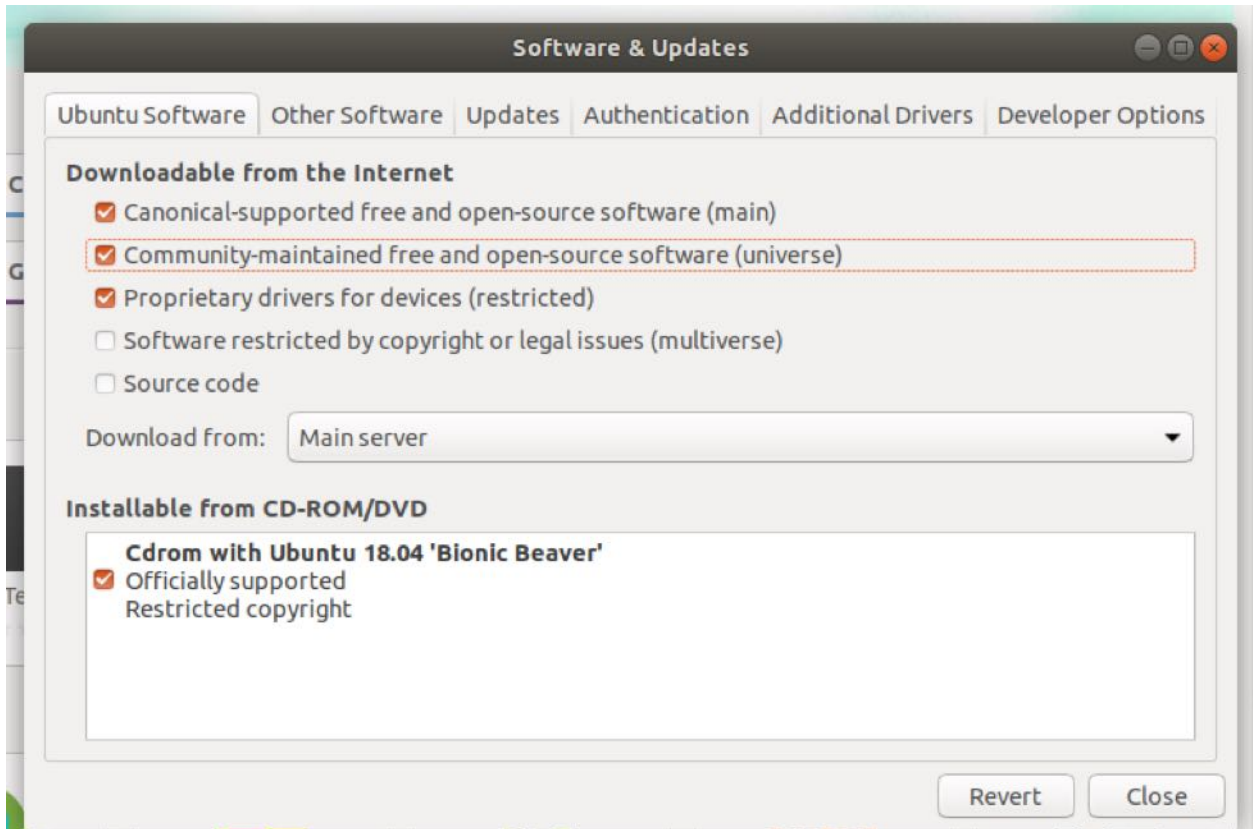 Software & Updates
Ubuntu Software Other Software Updates Authentication Additional Drivers Developer Options
Downloadable from the Internet
Canonical-supported free and open-source software (main)
Community-maintained free and open-source software (universe)
Proprietary drivers for devices (restricted)
Software restricted by copyright or legal issues (multiverse)
Source code
Download from: Main server
Installable from CD-ROM/DVD
Cdrom with Ubuntu 18.04 'Bionic Beaver'
Officially supported
Restricted copyright
Revert Close